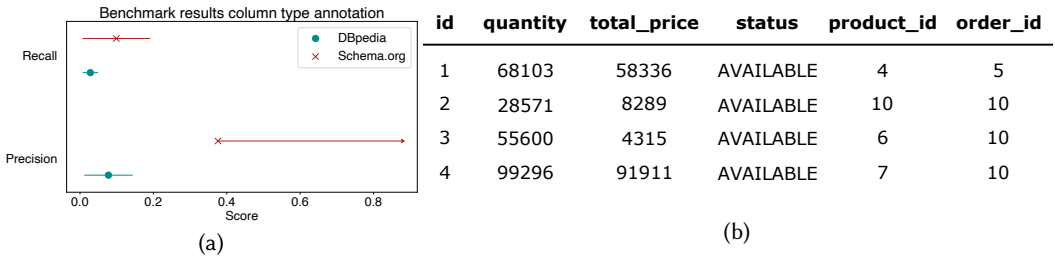 Benchmark results column type annotation
DBpedia
Schema.org
Recall
Precision
0.0 0.2 0.4 0.6 0.8
Score
(a)
id quantity total_price status product_id order_id
1 68103 58336 AVAILABLE 4 5
2 28571 8289 AVAILABLE 10 10
3 55600 4315 AVAILABLE 6 10
4 99296 91911 AVAILABLE 7 10
(b)